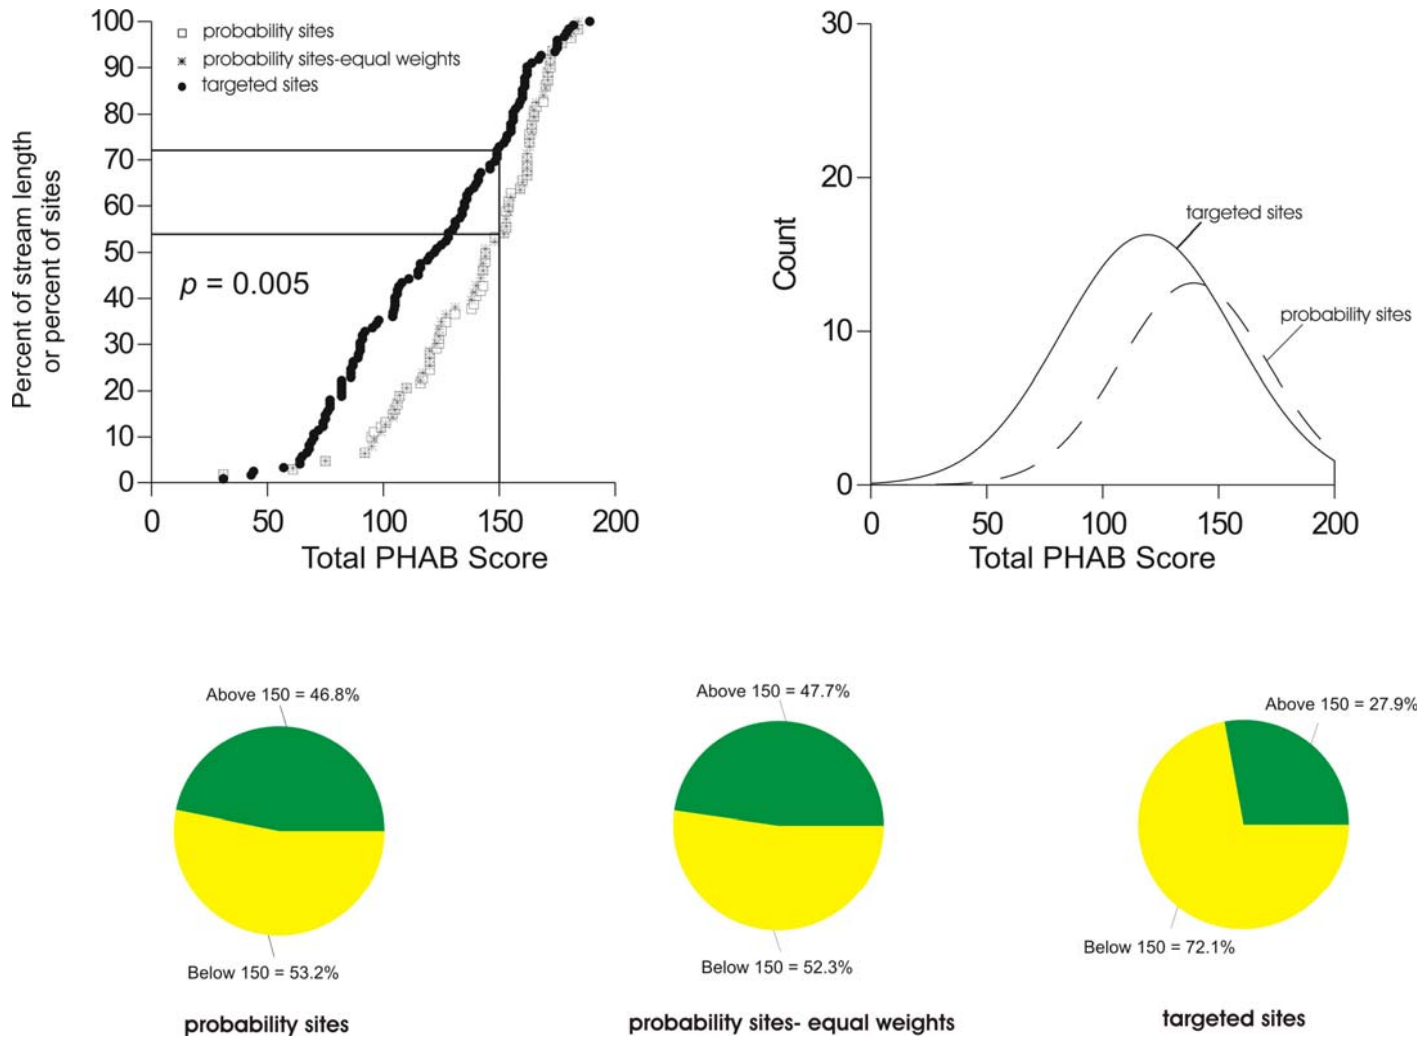 Percent of stream length
or percent of sites
100
90
80
70
60
50
40
30
20
10
0
probability sites
probability sites-equal weights
targeted sites
p = 0.005
0 50 100 150 200
Total PHAB Score
Count
30
20
10
0
targeted sites
probability sites
0 50 100 150 200
Total PHAB Score
Above 150 = 46.8%
Below 150 = 53.2%
probability sites
Above 150 = 47.7%
Below 150 = 52.3%
probability sites- equal weights
Above 150 = 27.9%
Below 150 = 72.1%
targeted sites